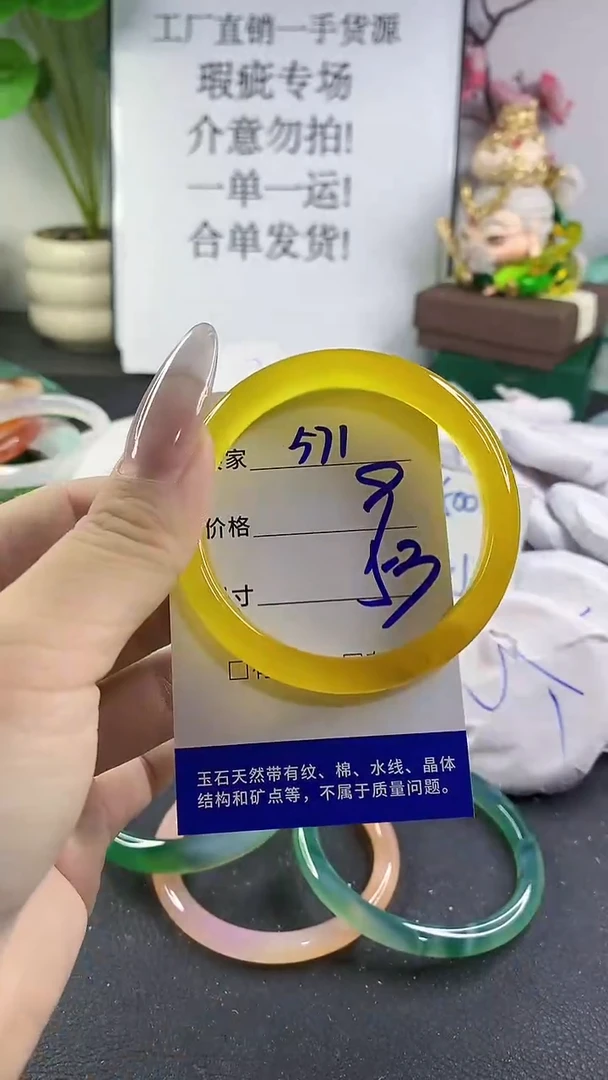 工厂直销一手货源
瑕疵专场
介意勿拍!
一单一运!
合单发货!
家 571
价格
寸 53
玉石天然带有纹、棉、水线、晶体
结构和矿点等，不属于质量问题。